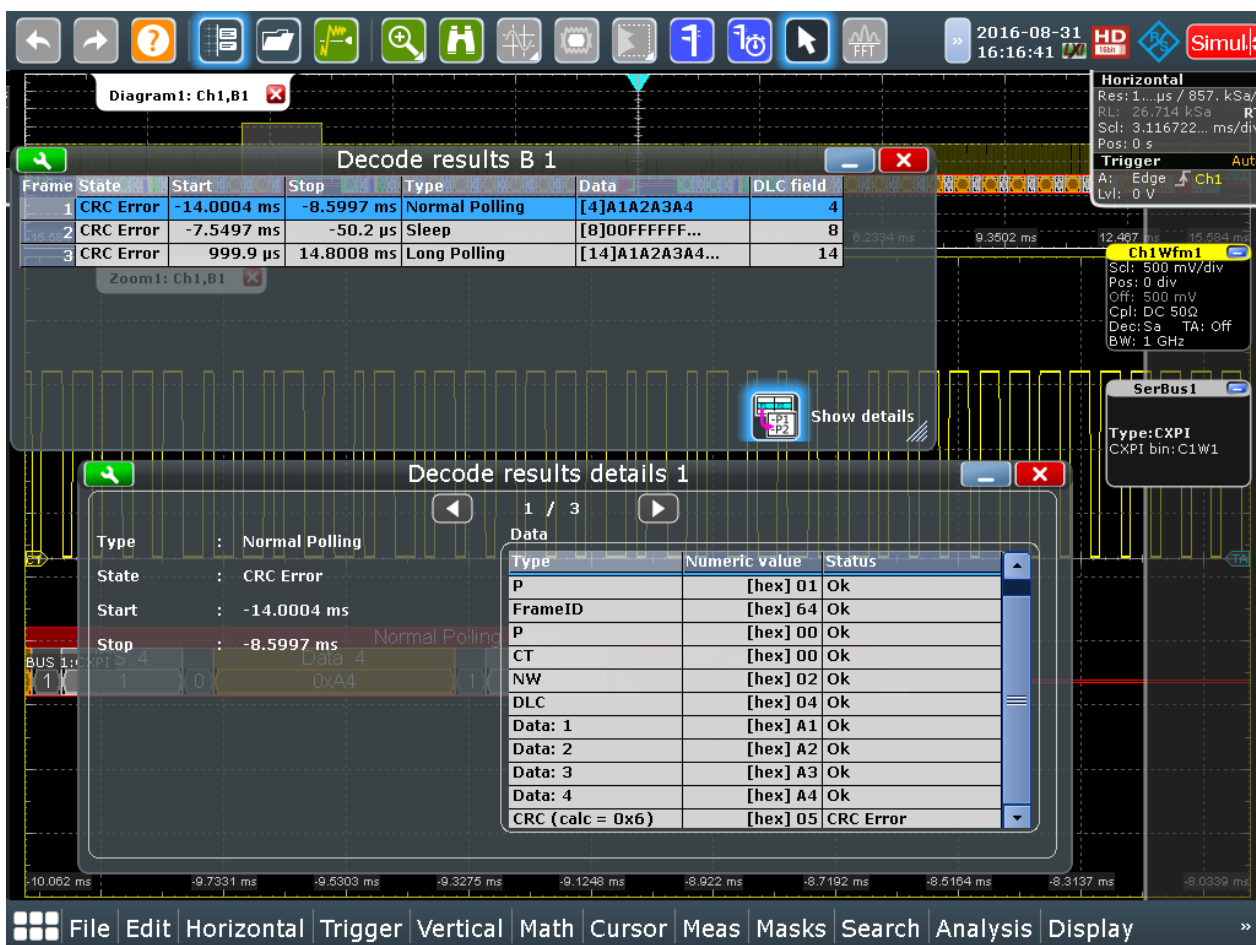 2016-08-31
16:16:41
HD
16bit
R S
Simul.
FFT
Diagram1: Ch1,B1
Horizontal
Res: 1....µs / 857. kSa/
RL: 26.714 kSa R
Scl: 3.116722... ms/div
Pos: 0 s
Trigger Aut
A: Edge Ch1
Lvl: 0 V
Decode results B 1
Frame State Start Stop Type Data DLC field
1 CRC Error -14.0004 ms -8.5997 ms Normal Polling [4]A1A2A3A4 4
2 CRC Error -7.5497 ms -50.2 µs Sleep [8]00FFFFFF... 8
3 CRC Error 999.9 µs 14.8008 ms Long Polling [14]A1A2A3A4... 14
6.2334 ms 9.3502 ms 12.467 ms 15.584 ms
Zoom1: Ch1,B1
Ch1Wfm1
Scl: 500 mV/div
Pos: 0 div
Off: 500 mV
Cpl: DC 50Ω
Dec: Sa TA: Off
BW: 1 GHz
Show details
SerBus1
Type:CXPI
CXPI bin: C1W1
Decode results details 1
1 / 3
Type : Normal Polling
State : CRC Error
Start : -14.0004 ms
Stop : -8.5997 ms
Data
Type Numeric value Status
P [hex] 01 Ok
FrameID [hex] 64 Ok
P [hex] 00 Ok
CT [hex] 00 Ok
NW [hex] 02 Ok
DLC [hex] 04 Ok
Data: 1 [hex] A1 Ok
Data: 2 [hex] A2 Ok
Data: 3 [hex] A3 Ok
Data: 4 [hex] A4 Ok
CRC (calc = 0x6) [hex] 05 CRC Error
C1
TA
Normal Polling
BUS 1:CXPI S 4 Data 4
1 1 0 0xA4 1
-10.062 ms -9.7331 ms -9.5303 ms -9.3275 ms -9.1248 ms -8.922 ms -8.7192 ms -8.5164 ms -8.3137 ms -8.0339 ms
File Edit Horizontal Trigger Vertical Math Cursor Meas Masks Search Analysis Display